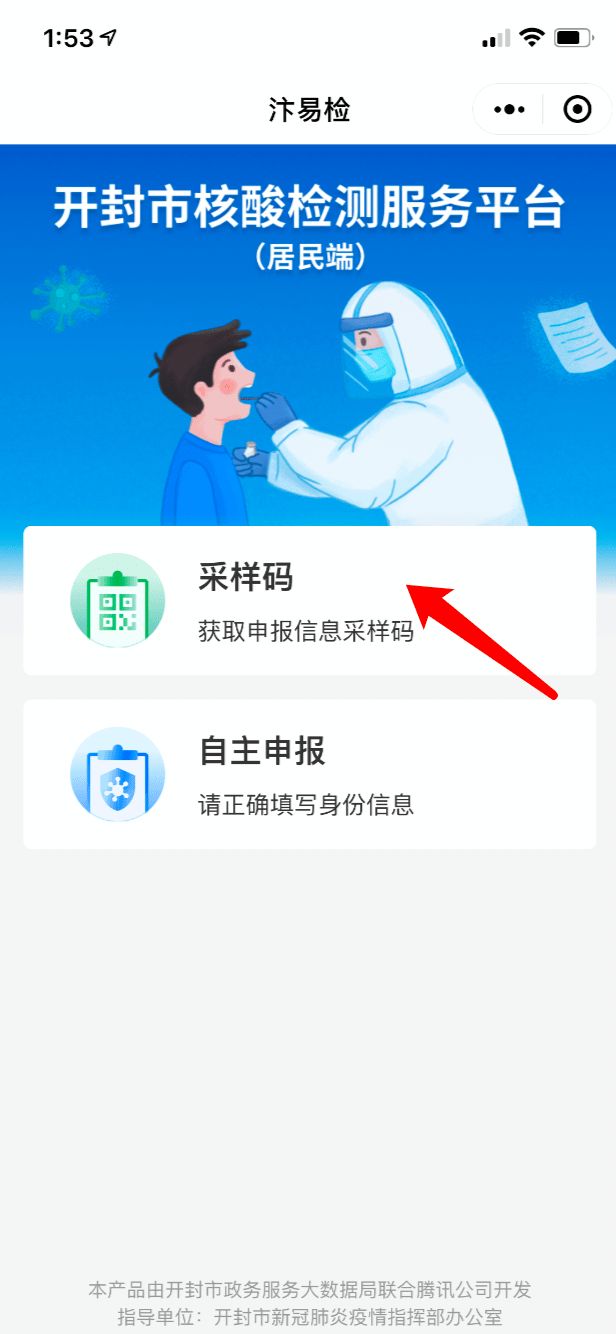 1:53
汴易检
开封市核酸检测服务平台
（居民端）
采样码
获取申报信息采样码
自主申报
请正确填写身份信息
本产品由开封市政务服务大数据局联合腾讯公司开发
指导单位：开封市新冠肺炎疫情指挥部办公室